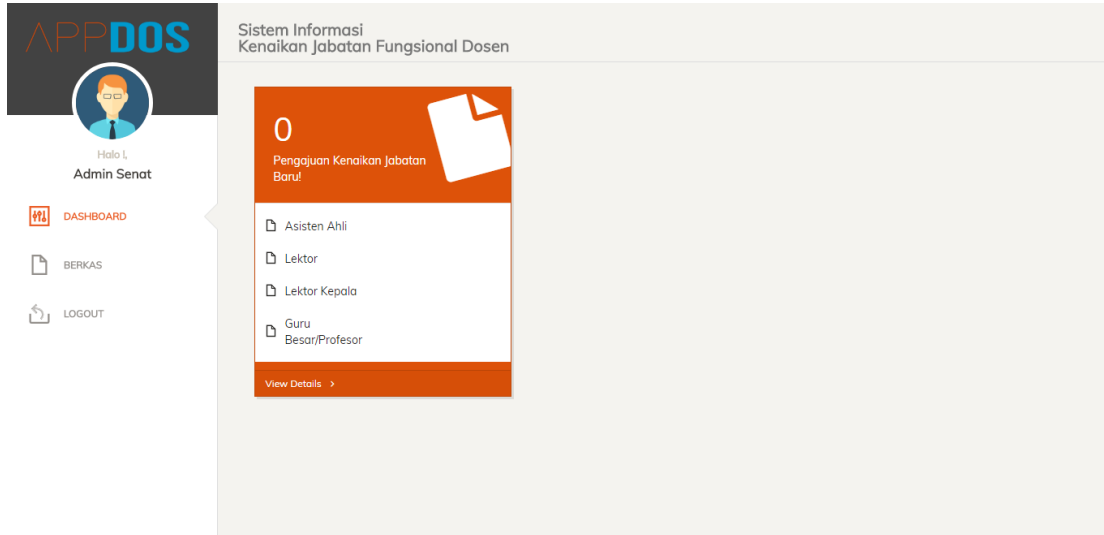 APPDOS
Halo !,
Admin Senat
DASHBOARD
BERKAS
LOGOUT
Sistem Informasi
Kenaikan Jabatan Fungsional Dosen
0
Pengajuan Kenaikan Jabatan
Baru!
Asisten Ahli
Lektor
Lektor Kepala
Guru
Besar/Profesor
View Details >